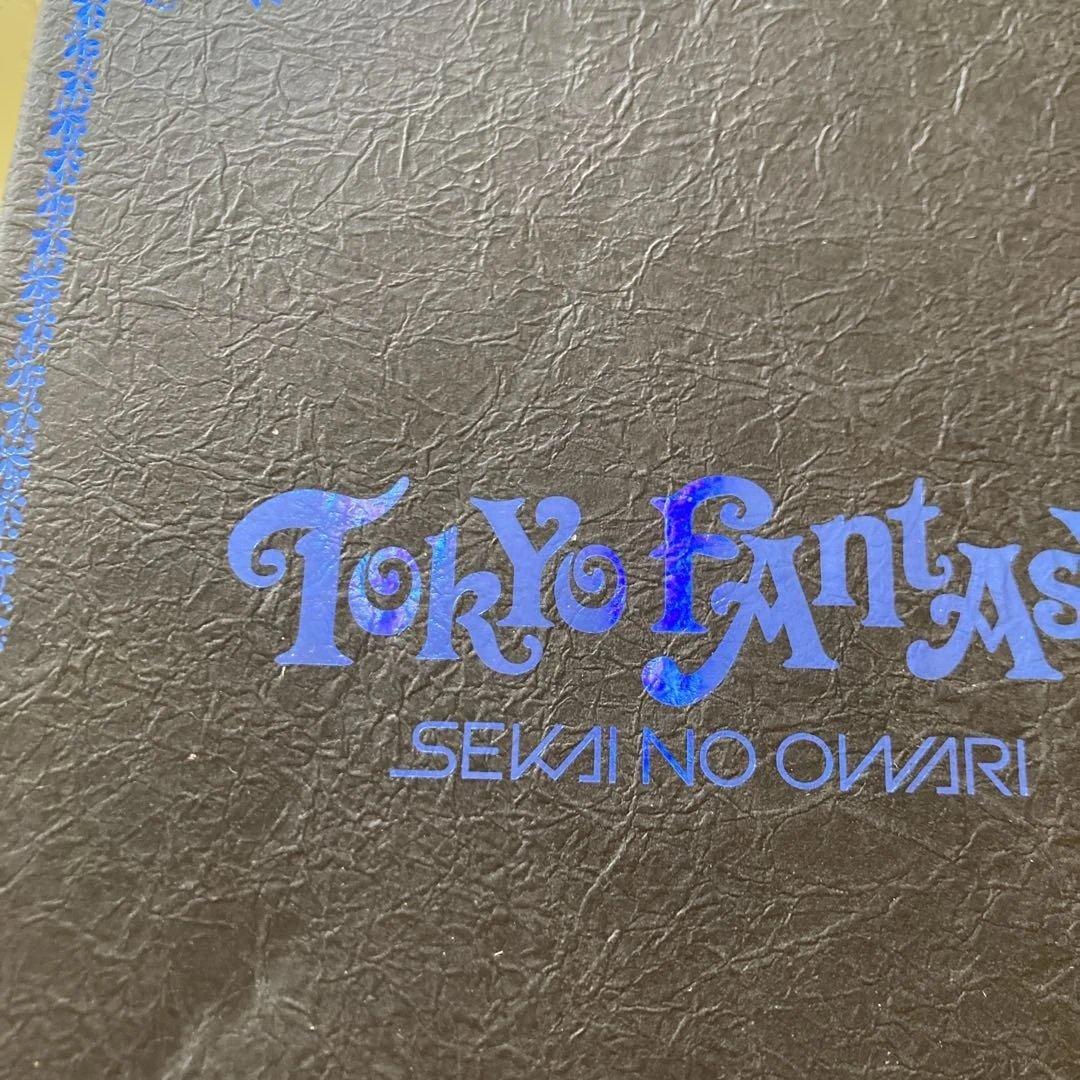 Tokyo Fantas
SEKAI NO OWARI